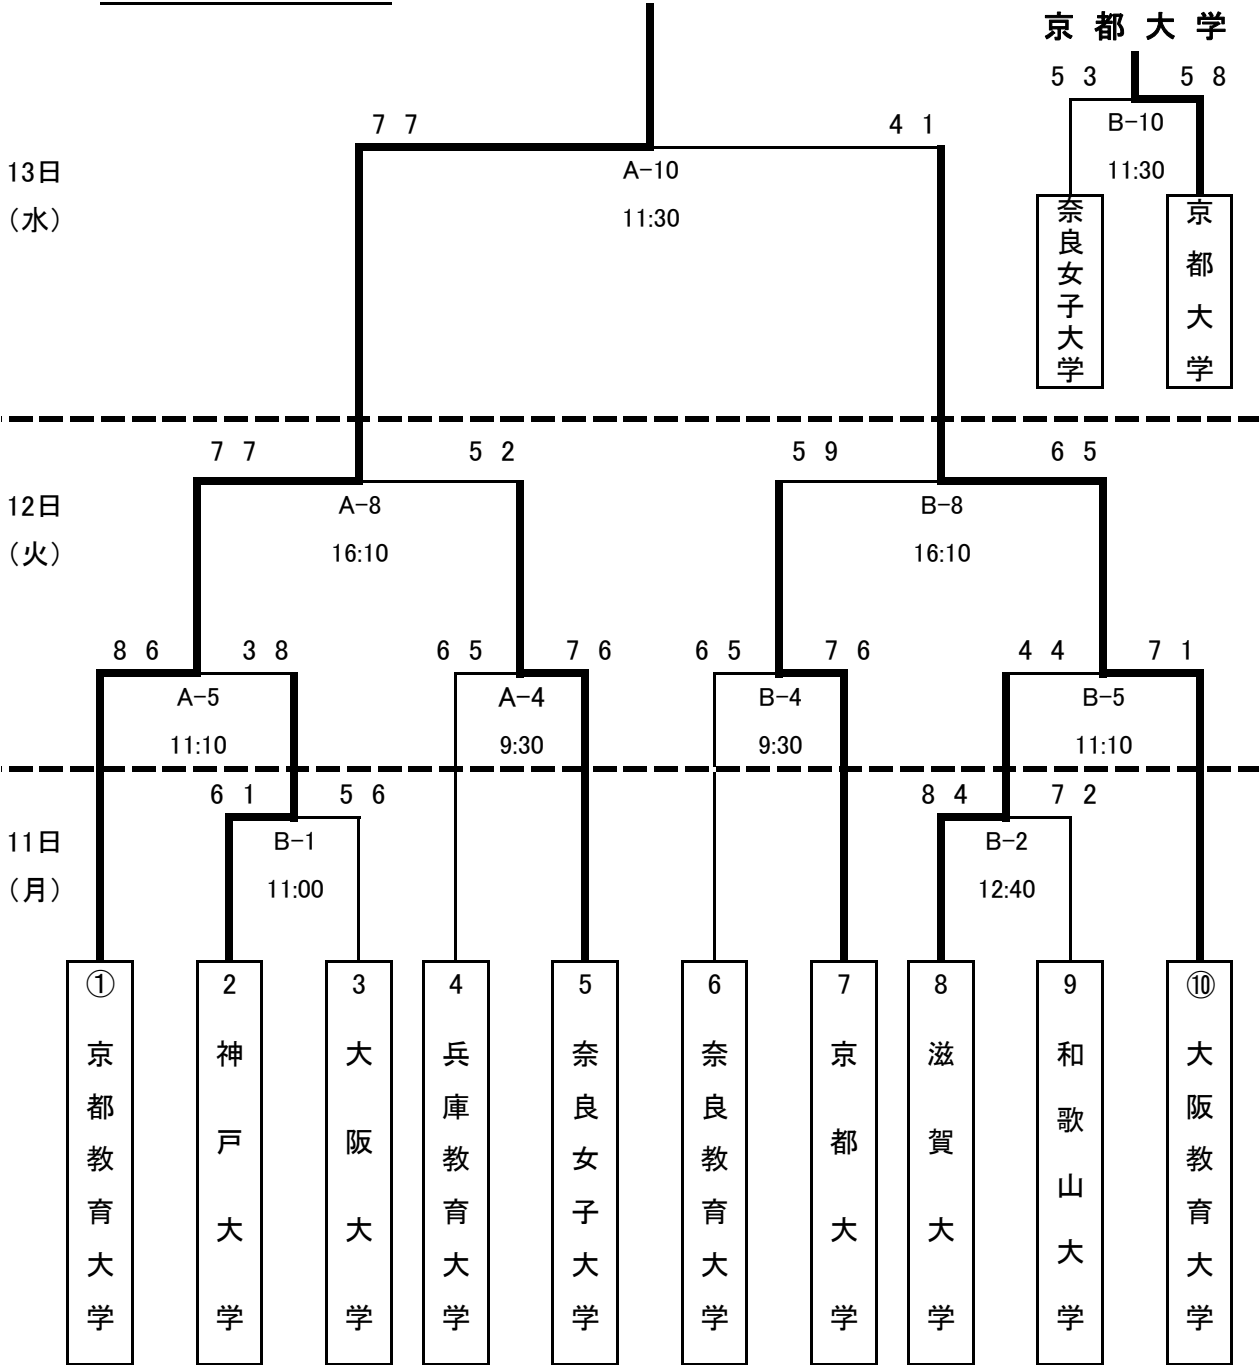 京都大学
5 3 5 8
B-10
11:30
奈良女子大学
京都大学
7 7 4 1
13日
(水)
A-10
11:30
7 7 5 2 5 9 6 5
12日
(火)
A-8
16:10
B-8
16:10
8 6 3 8 6 5 7 6 6 5 7 6 4 4 7 1
A-5
11:10
A-4
9:30
B-4
9:30
B-5
11:10
6 1 5 6 8 4 7 2
11日
(月)
B-1
11:00
B-2
12:40
①
京都教育大学
2
神戸大学
3
大阪大学
4
兵庫教育大学
5
奈良女子大学
6
奈良教育大学
7
京都大学
8
滋賀大学
9
和歌山大学
⑩
大阪教育大学